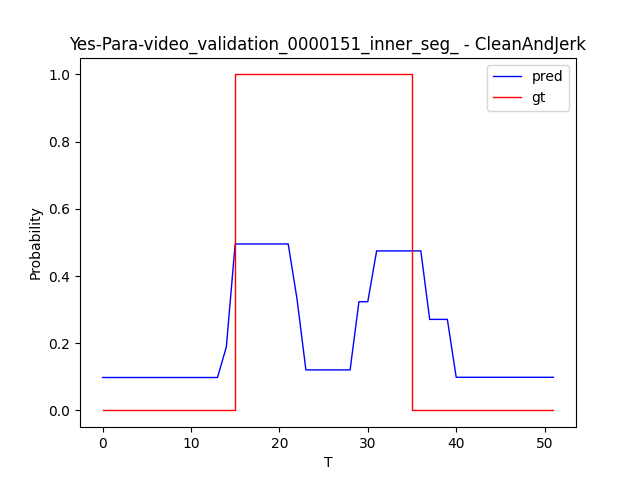 Yes-Para-video_validation_0000151_inner_seg_ - CleanAndJerk
pred
gt
1.0
0.8
0.6
0.4
0.2
0.0
Probability
0 10 20 30 40 50
T